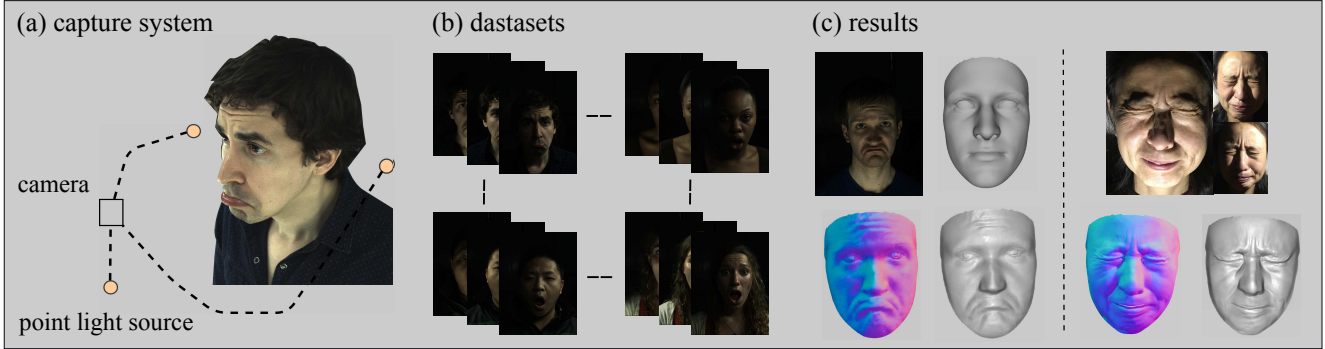 (a) capture system
(b) dastasets
(c) results
camera
point light source